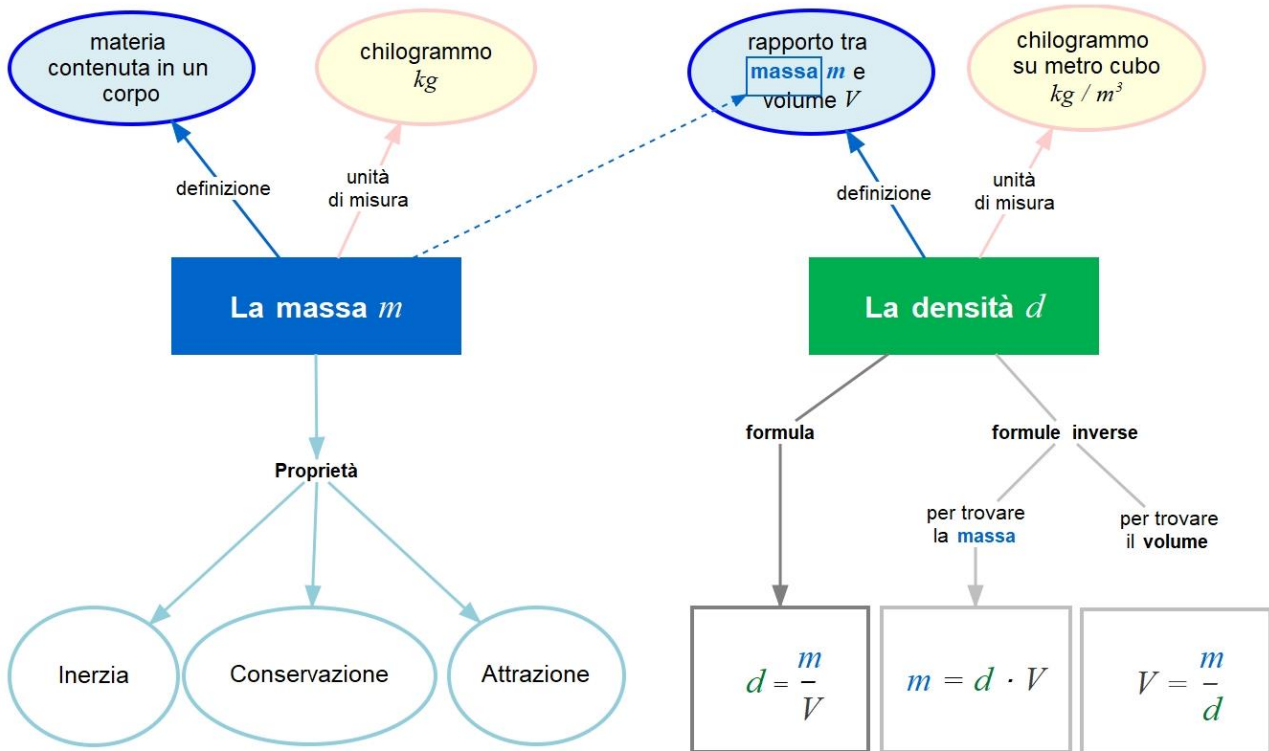 materia
contenuta in un
corpo
chilogrammo
kg
rapporto tra
massa m e
volume V
chilogrammo
su metro cubo
kg / m³
definizione
unità
di misura
definizione
unità
di misura
La massa m
La densità d
Proprietà
Inerzia
Conservazione
Attrazione
formula
formule inverse
per trovare
la massa
per trovare
il volume
d = m/V
m = d · V
V = m/d